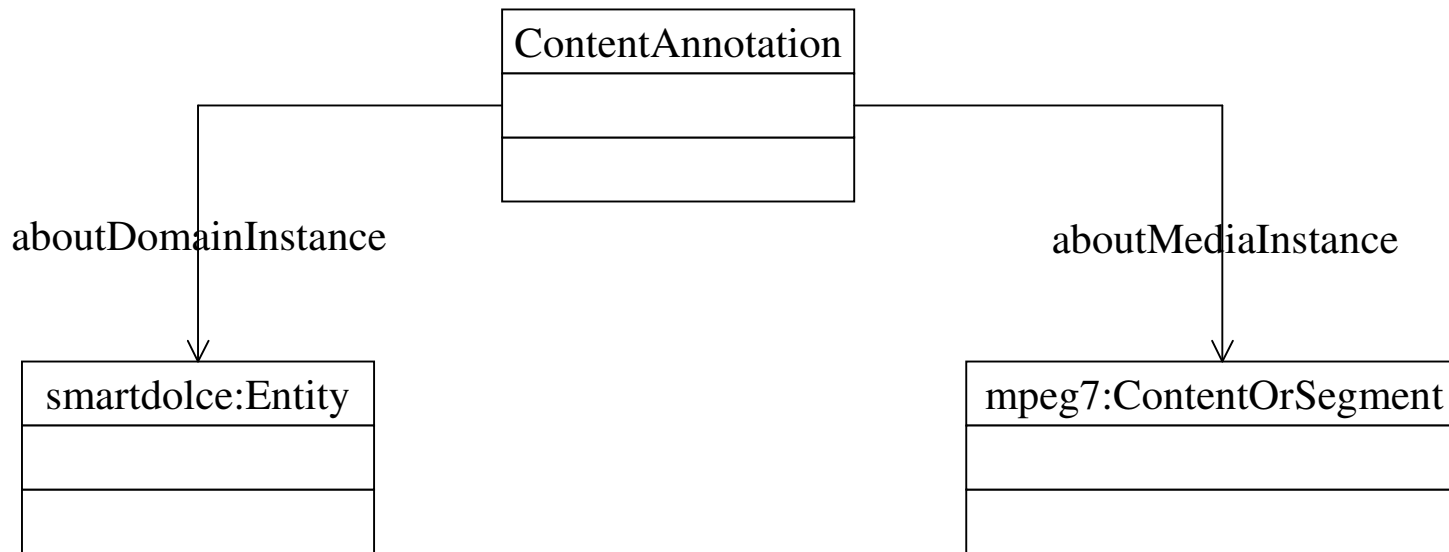 ContentAnnotation
aboutDomainInstance
aboutMediaInstance
smartdolce:Entity
mpeg7:ContentOrSegment